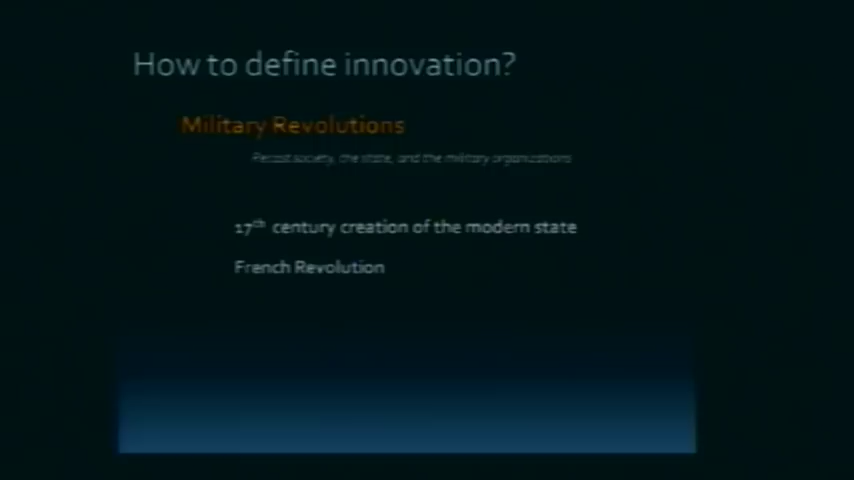 How to define innovation?
Military Revolutions
Recast society, the state, and the military organizations
17th century creation of the modern state
French Revolution